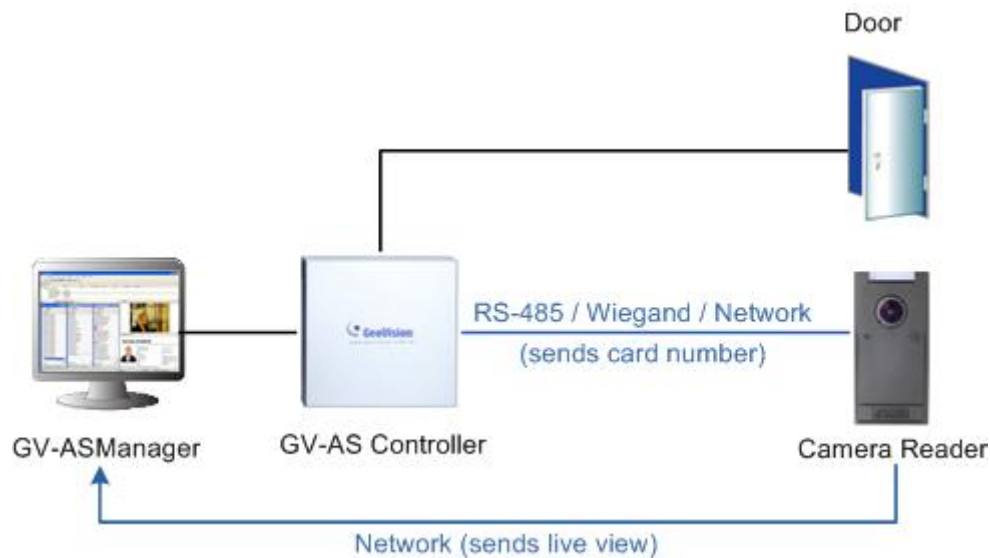 Door
RS-485 / Wiegand / Network
(sends card number)
GeoVision
GV-ASManager
GV-AS Controller
Camera Reader
Network (sends live view)